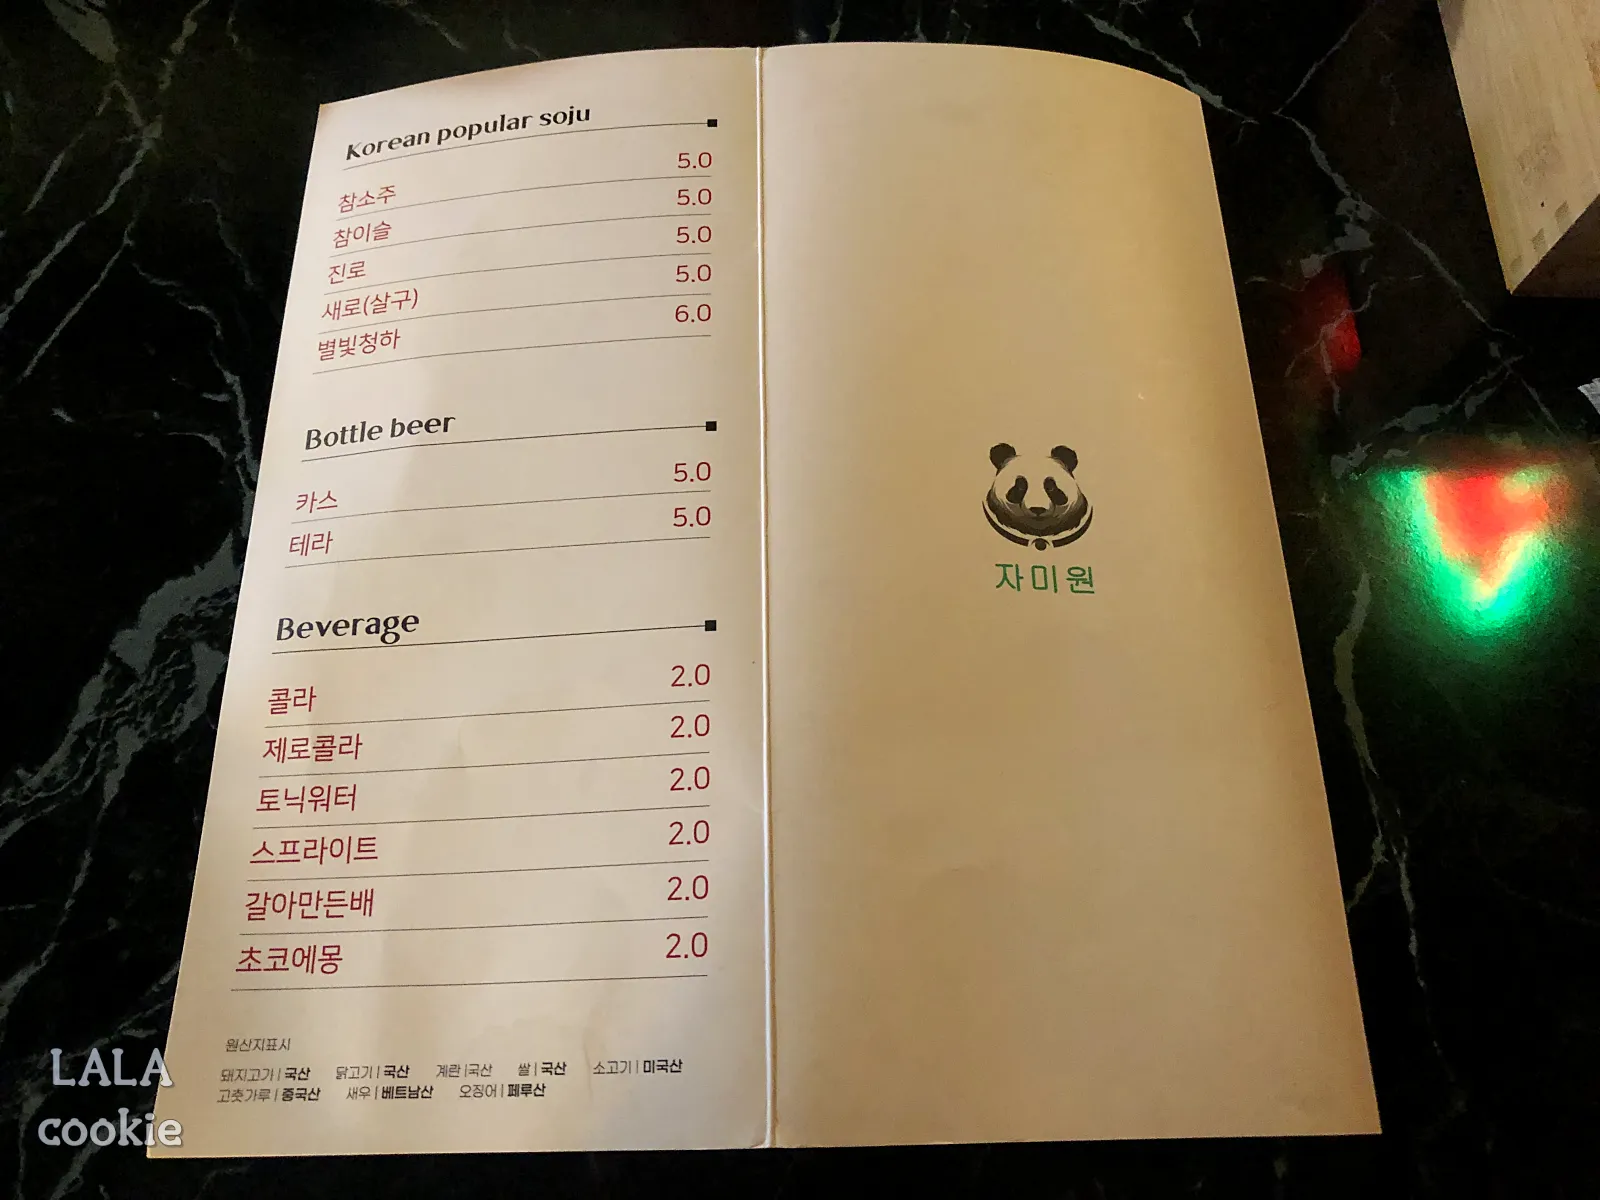 Korean popular soju
참소주 5.0
참이슬 5.0
진로 5.0
새로(살구) 5.0
별빛청하 6.0
Bottle beer
카스 5.0
테라 5.0
Beverage
콜라 2.0
제로콜라 2.0
토닉워터 2.0
스프라이트 2.0
갈아만든배 2.0
초코에몽 2.0
원산지표시
돼지고기 | 국산 닭고기 | 국산 계란 | 국산 쌀 | 국산 소고기 | 미국산
고춧가루 | 중국산 새우 | 베트남산 오징어 | 페루산
자미원
LALA
cookie